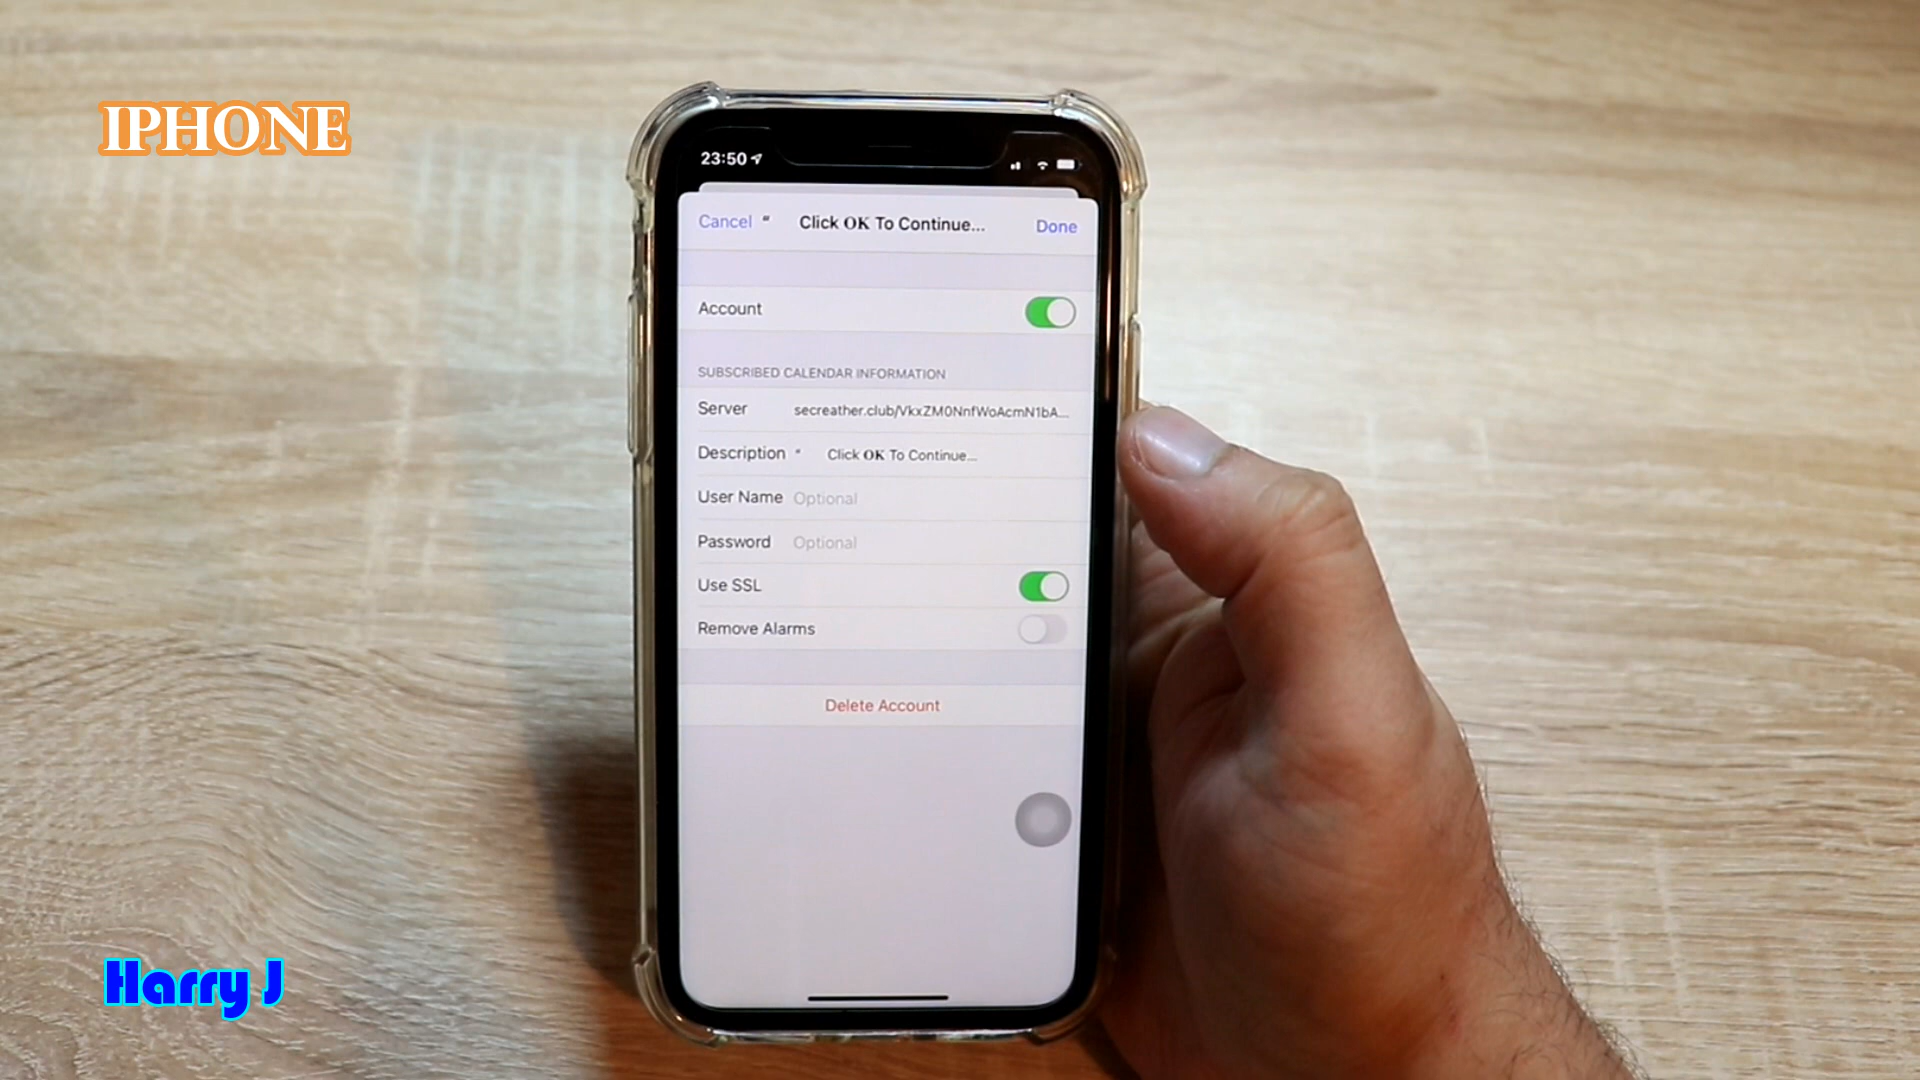 IPHONE
23:50
Cancel “ Click OK To Continue... Done
Account
SUBSCRIBED CALENDAR INFORMATION
Server secreather.club/VkxZM0NnfWoAcmN1bA...
Description “ Click OK To Continue...
User Name Optional
Password Optional
Use SSL
Remove Alarms
Delete Account
Harry J